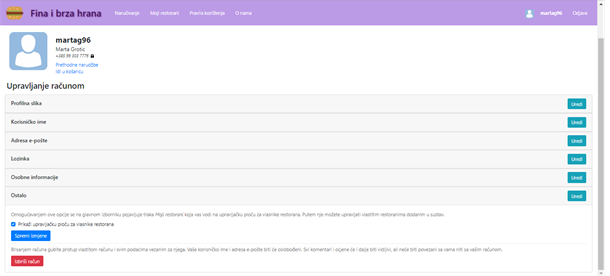 Fina i brza hrana
Naručivanje
Moji restorani
Pravila korištenja
O nama
martag96
Odjava
martag96
Marta Grotic
+385 99 302 7776
Prethodne narudžbe
Idi u košaricu
Upravljanje računom
Profilna slika
Uredi
Korisničko ime
Uredi
Adresa e-pošte
Uredi
Lozinka
Uredi
Osobne informacije
Uredi
Ostalo
Uredi
Omogućavanjem ove opcije se na glavnom izborniku pojavljuje traka Moji restorani koja vas vodi na upravljačku ploču za vlasnike restorana. Putem nje možete upravljati vlastitim restoranima dodanim u sustav.
Prikaži upravljačku ploču za vlasnike restorana
Spremi izmjene
Brisanjem računa gubite pristup vlastitom računu i svim podacima vezanim za njega. Vaše korisničko ime i adresa e-pošte biti će oslobođeni. Svi komentari i ocjene će i dalje biti vidljivi, ali neće biti povezani sa vama niti sa vašim računom.
Izbriši račun